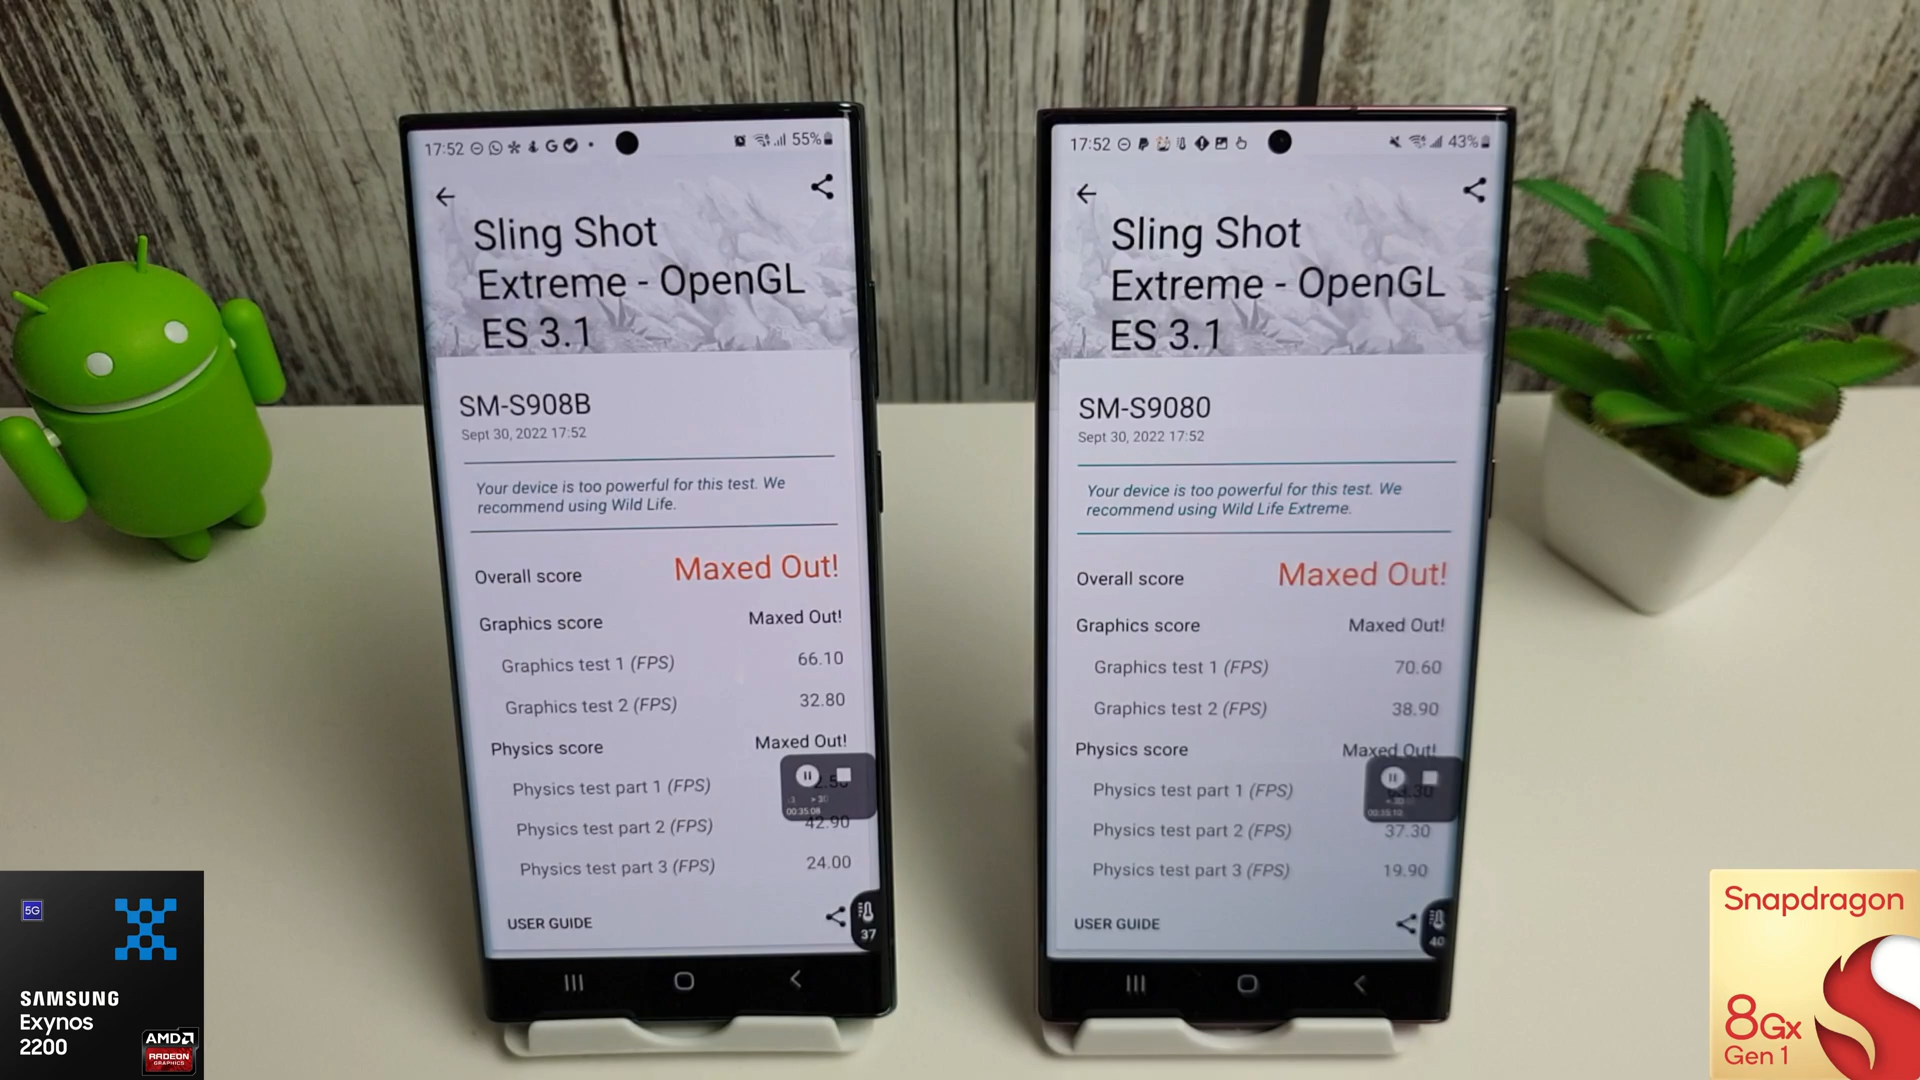 17:52
55%
Sling Shot
Extreme - OpenGL
ES 3.1
SM-S908B
Sept 30, 2022 17:52
Your device is too powerful for this test. We
recommend using Wild Life.
Overall score Maxed Out!
Graphics score Maxed Out!
Graphics test 1 (FPS) 66.10
Graphics test 2 (FPS) 32.80
Physics score Maxed Out!
Physics test part 1 (FPS)
00:35:08
Physics test part 2 (FPS) 42.90
Physics test part 3 (FPS) 24.00
USER GUIDE
37
17:52
43%
Sling Shot
Extreme - OpenGL
ES 3.1
SM-S9080
Sept 30, 2022 17:52
Your device is too powerful for this test. We
recommend using Wild Life Extreme.
Overall score Maxed Out!
Graphics score Maxed Out!
Graphics test 1 (FPS) 70.60
Graphics test 2 (FPS) 38.90
Physics score Maxed Out!
Physics test part 1 (FPS)
Physics test part 2 (FPS) 37.30
Physics test part 3 (FPS) 19.90
USER GUIDE
40
5G
SAMSUNG
Exynos
2200
AMD
RADEON
GRAPHICS
Snapdragon
8Gx
Gen 1